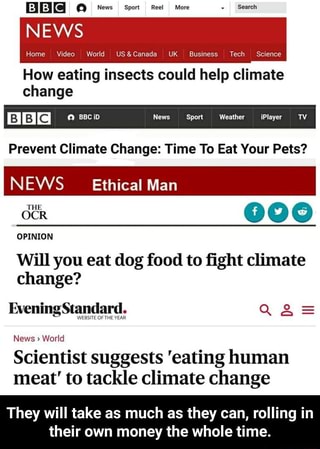 BBC News Sport Reel More Search
NEWS
Home Video World US & Canada UK Business Tech Science
How eating insects could help climate
change
BBC BBC iD News Sport Weather iPlayer TV
Prevent Climate Change: Time To Eat Your Pets?
NEWS Ethical Man
THE
OCR
OPINION
Will you eat dog food to fight climate
change?
Evening Standard.
WEBSITE OF THE YEAR
News › World
Scientist suggests 'eating human
meat' to tackle climate change
They will take as much as they can, rolling in
their own money the whole time.